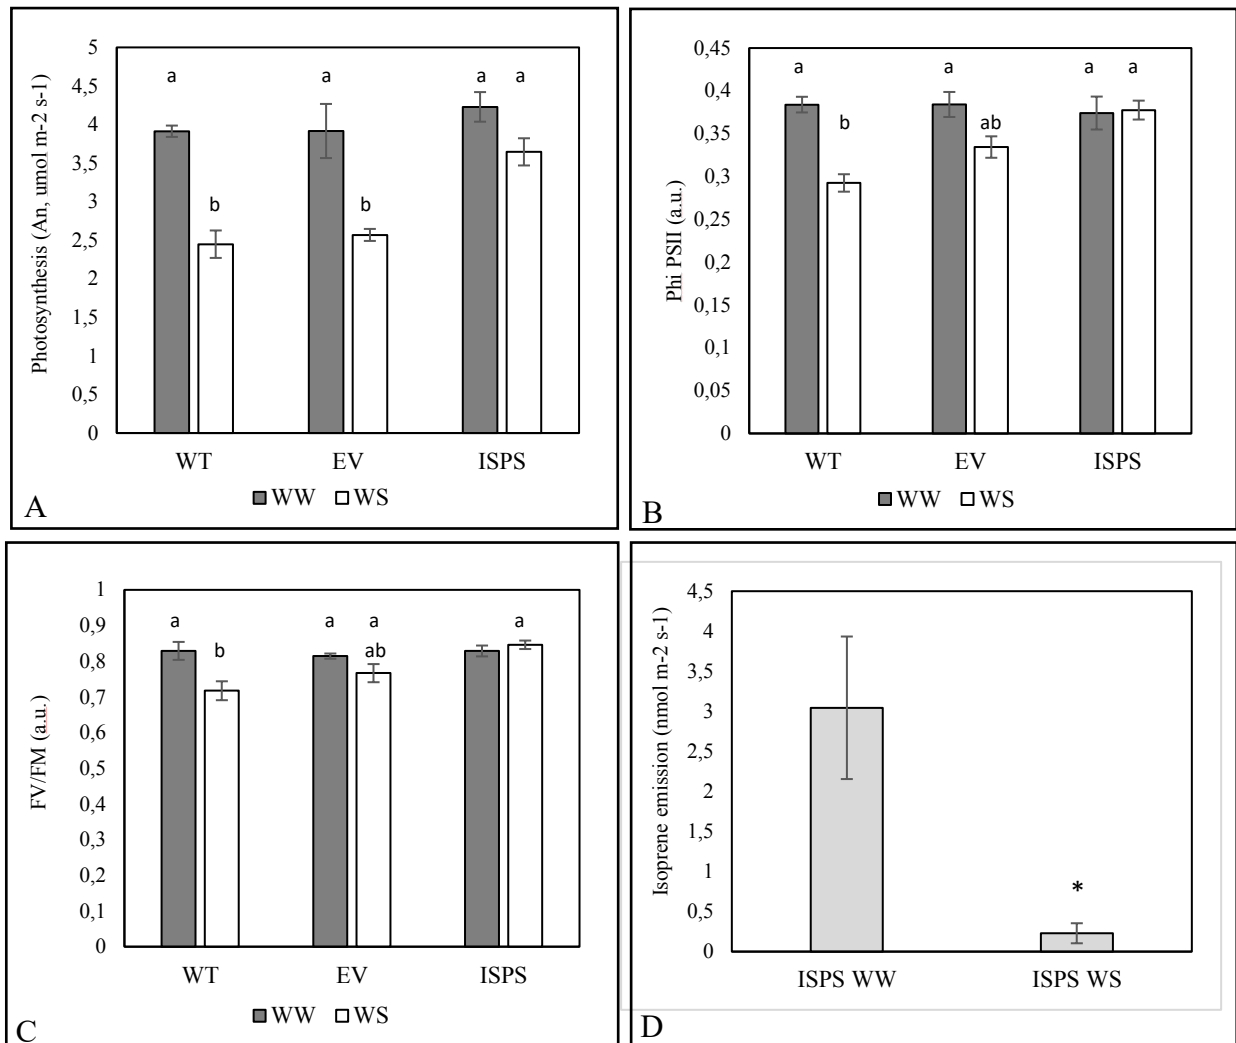 Photosynthesis (An, umol m-2 s-1)
5
4,5
4
3,5
3
2,5
2
1,5
1
0,5
0
a
b
a
b
a
a
WT
EV
ISPS
WW
WS
A
Phi PSII (a.u.)
0,45
0,4
0,35
0,3
0,25
0,2
0,15
0,1
0,05
0
a
b
a
ab
a
a
WT
EV
ISPS
WW
WS
B
FV/FM (a.u.)
1
0,9
0,8
0,7
0,6
0,5
0,4
0,3
0,2
0,1
0
a
b
a
a
ab
a
WT
EV
ISPS
WW
WS
C
Isoprene emission (nmol m-2 s-1)
4,5
4
3,5
3
2,5
2
1,5
1
0,5
0
*
ISPS WW
ISPS WS
D